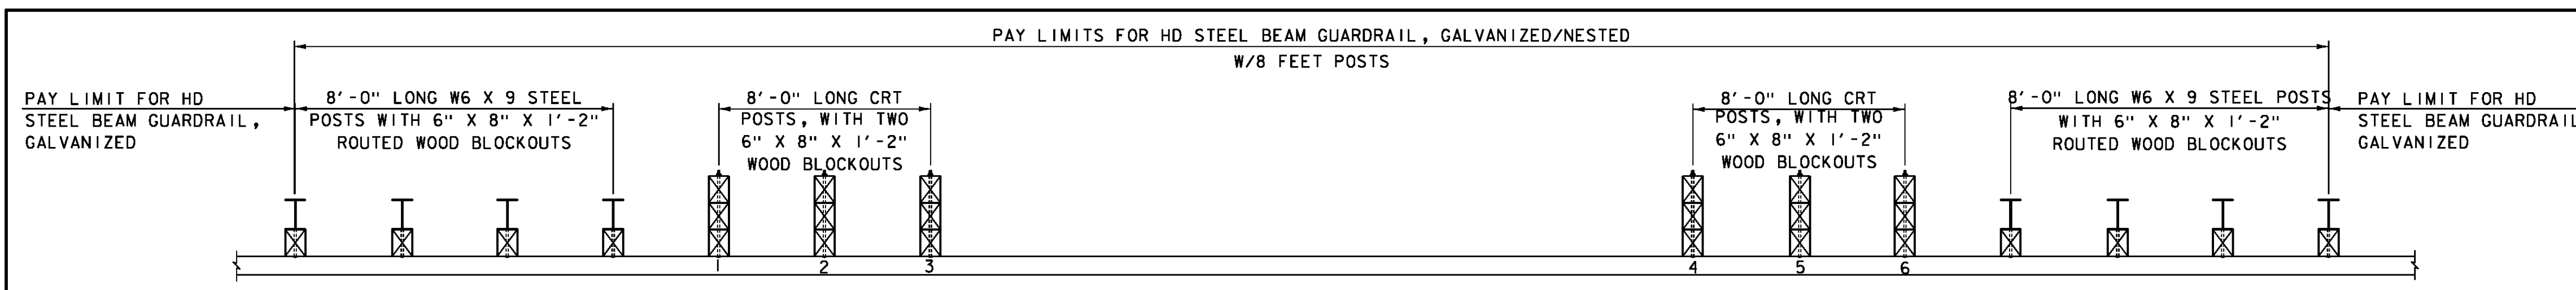 PAY LIMITS FOR HD STEEL BEAM GUARDRAIL, GALVANIZED/NESTED
W/8 FEET POSTS
PAY LIMIT FOR HD
STEEL BEAM GUARDRAIL,
GALVANIZED
8'-0" LONG W6 X 9 STEEL
POSTS WITH 6" X 8" X 1'-2"
ROUTED WOOD BLOCKOUTS
8'-0" LONG CRT
POSTS, WITH TWO
6" X 8" X 1'-2"
WOOD BLOCKOUTS
8'-0" LONG CRT
POSTS, WITH TWO
6" X 8" X 1'-2"
WOOD BLOCKOUTS
8'-0" LONG W6 X 9 STEEL POSTS
WITH 6" X 8" X 1'-2"
ROUTED WOOD BLOCKOUTS
PAY LIMIT FOR HD
STEEL BEAM GUARDRAIL
GALVANIZED
1 2 3 4 5 6